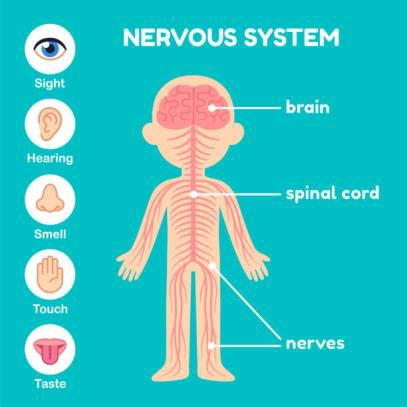 NERVOUS SYSTEM
Sight
Hearing
Smell
Touch
Taste
brain
spinal cord
nerves